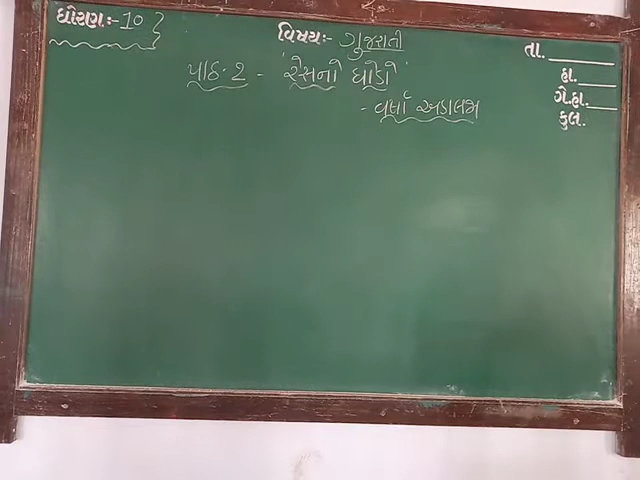 ધોરણ:- 10
વિષય:- ગુજરાતી
તા.
હા.
ગે.હા.
કુલ.
પાઠ-2 - 'રેસનો ઘોડો'
- વર્ષા અડાલજા